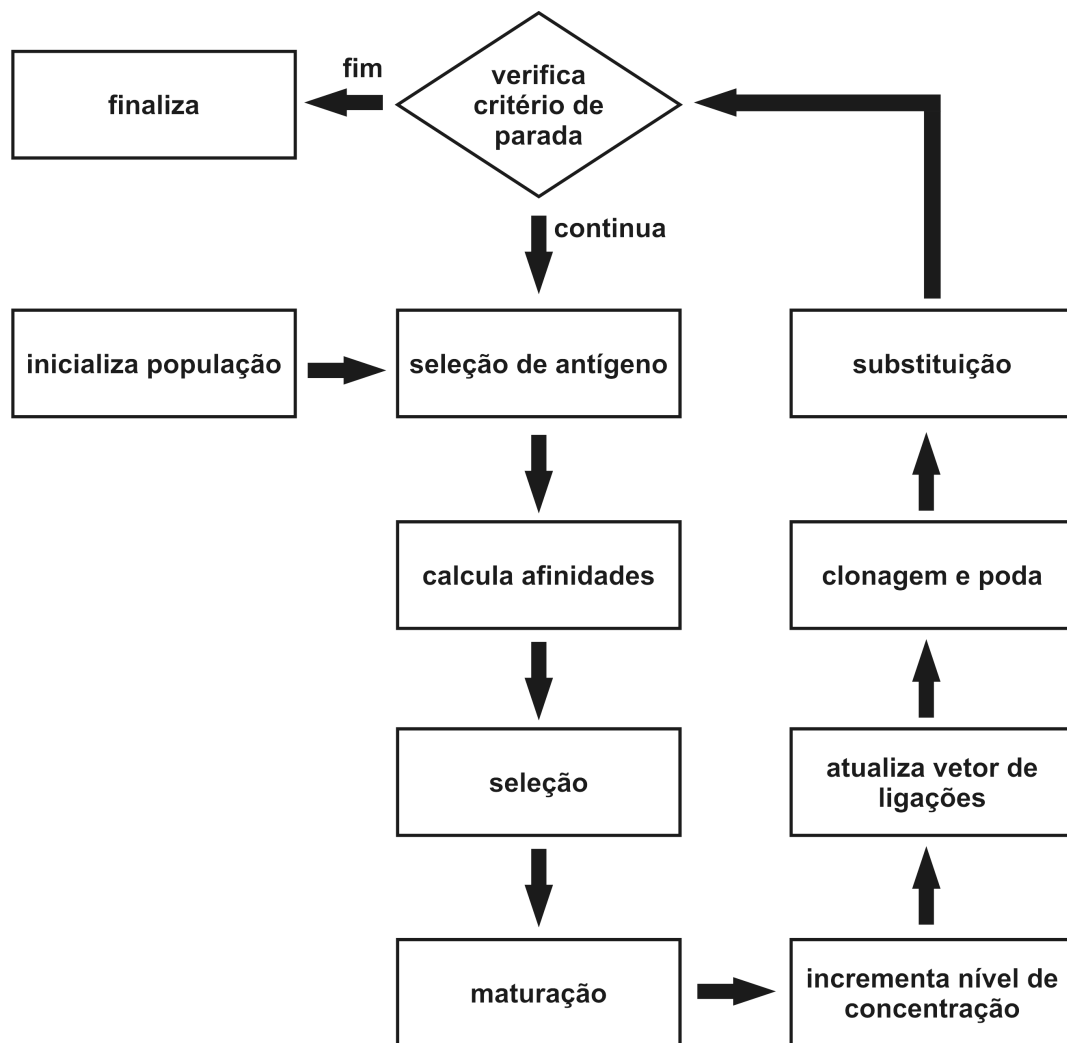 finaliza
fim
verifica
critério de
parada
continua
inicializa população
seleção de antígeno
substituição
calcula afinidades
clonagem e poda
seleção
atualiza vetor de
ligações
maturação
incrementa nível de
concentração